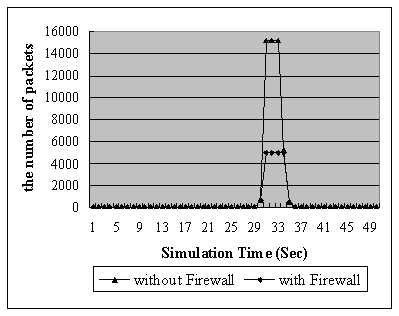 the number of packets
16000
14000
12000
10000
8000
6000
4000
2000
0
1 5 9 13 17 21 25 29 33 37 41 45 49
Simulation Time (Sec)
without Firewall with Firewall